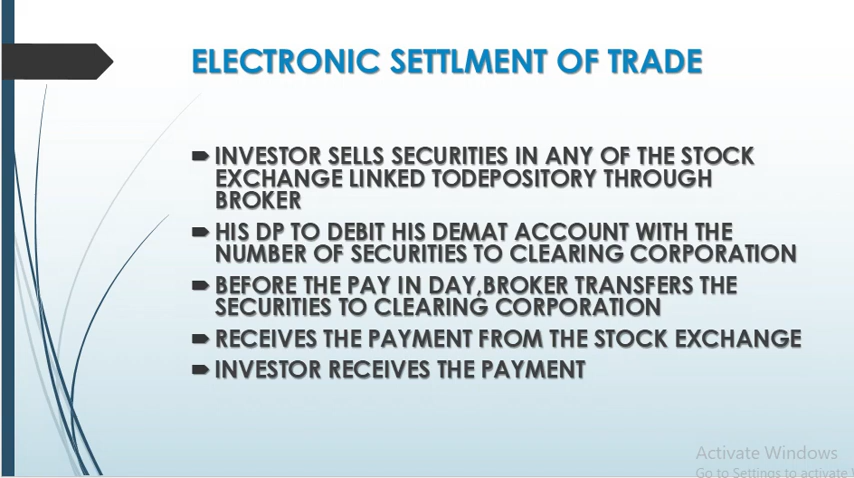 ELECTRONIC SETTLMENT OF TRADE
INVESTOR SELLS SECURITIES IN ANY OF THE STOCK
EXCHANGE LINKED TODEPOSITORY THROUGH
BROKER
HIS DP TO DEBIT HIS DEMAT ACCOUNT WITH THE
NUMBER OF SECURITIES TO CLEARING CORPORATION
BEFORE THE PAY IN DAY,BROKER TRANSFERS THE
SECURITIES TO CLEARING CORPORATION
RECEIVES THE PAYMENT FROM THE STOCK EXCHANGE
INVESTOR RECEIVES THE PAYMENT
Activate Windows
Go to Settings to activate